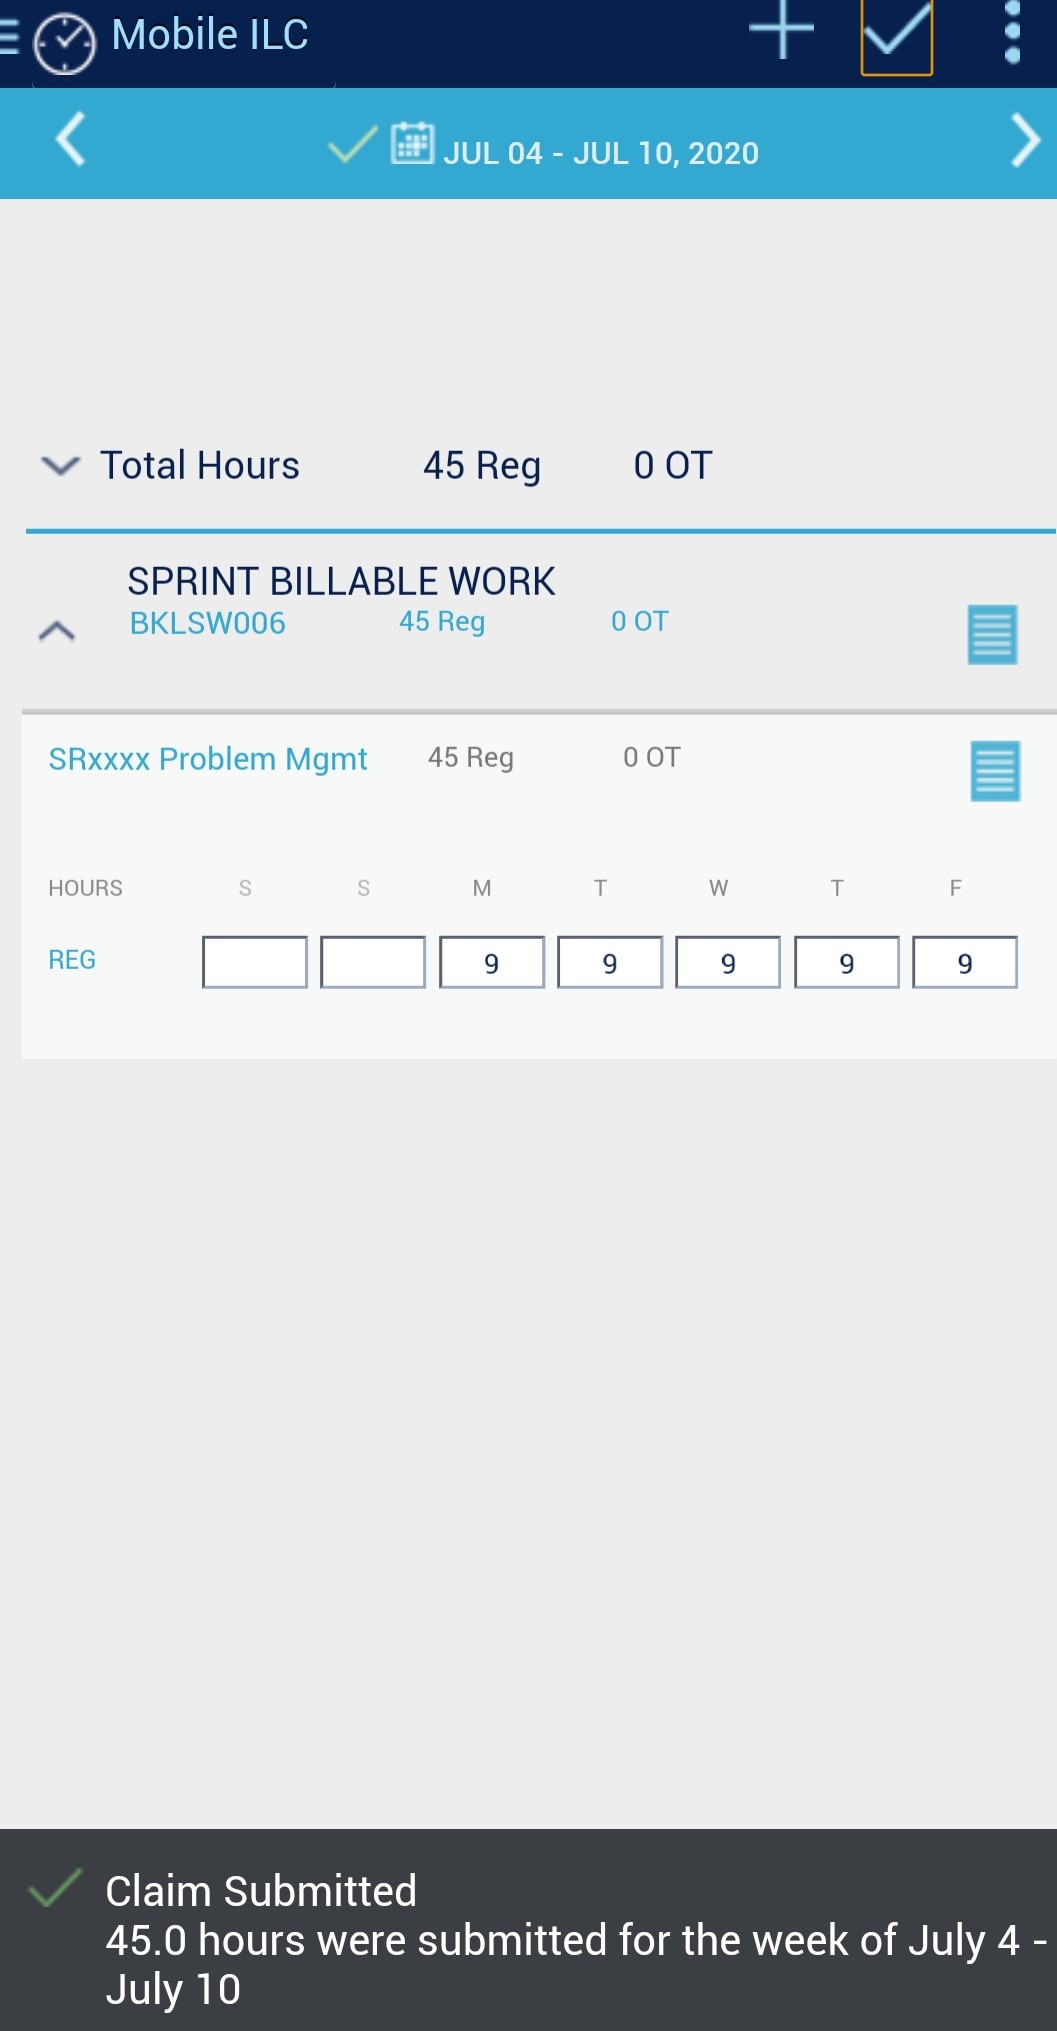 Mobile ILC
JUL 04 - JUL 10, 2020
Total Hours 45 Reg 0 OT
SPRINT BILLABLE WORK
BKLSW006 45 Reg 0 OT
SRxxxx Problem Mgmt 45 Reg 0 OT
HOURS S S M T W T F
REG 9 9 9 9 9
Claim Submitted
45.0 hours were submitted for the week of July 4 -
July 10